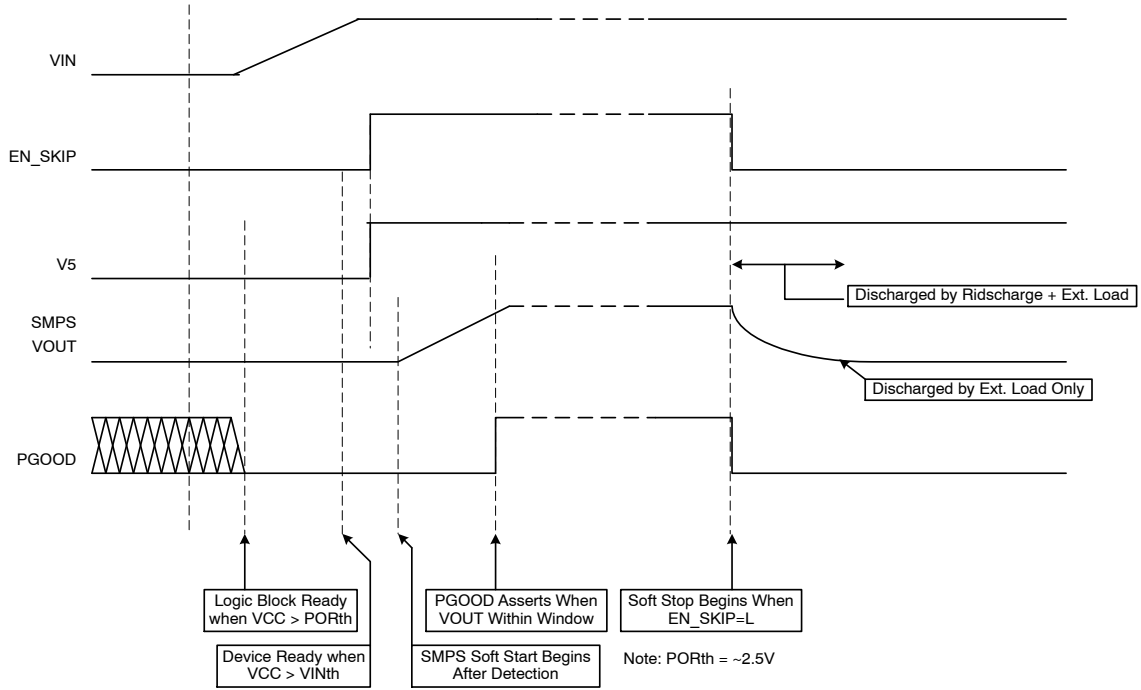 VIN
EN_SKIP
V5
Discharged by Ridscharge + Ext. Load
SMPS
VOUT
Discharged by Ext. Load Only
PGOOD
Logic Block Ready
when VCC > PORth
PGOOD Asserts When
VOUT Within Window
Soft Stop Begins When
EN_SKIP=L
Device Ready when
VCC > VINth
SMPS Soft Start Begins
After Detection
Note: PORth = ~2.5V